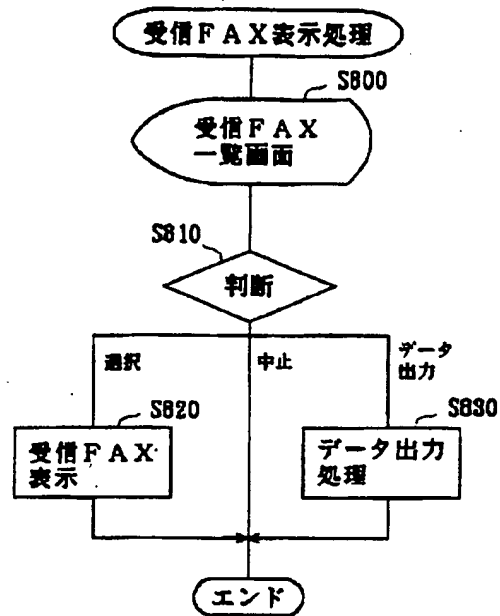 受信ＦＡＸ表示処理
S800
受信ＦＡＸ
一覧画面
S810
判断
選択
中止
データ
出力
S820
受信ＦＡＸ
表示
S830
データ出力
処理
エンド